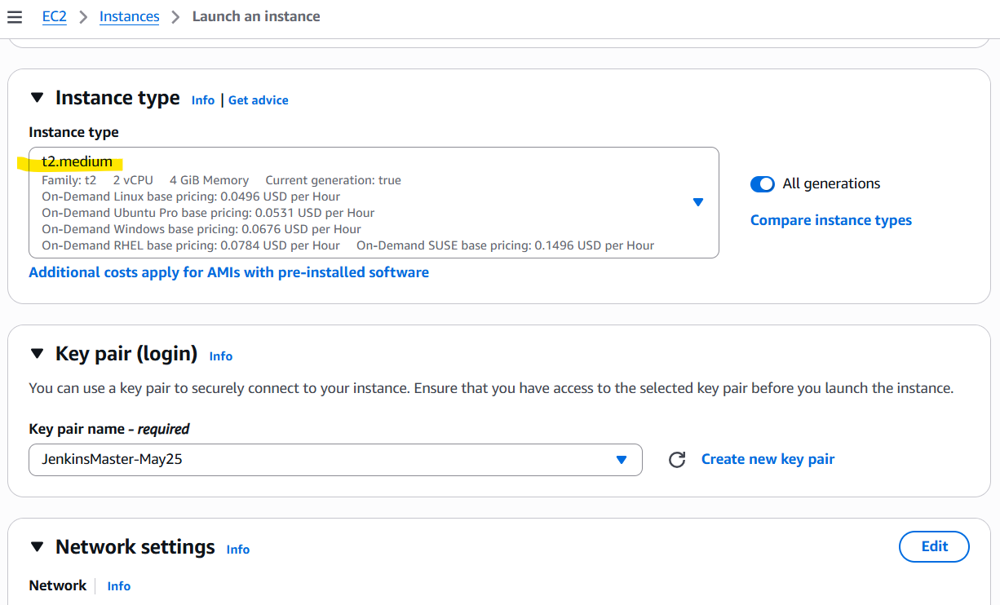 EC2 > Instances > Launch an instance
Instance type Info | Get advice
Instance type
t2.medium
Family: t2 2 vCPU 4 GiB Memory Current generation: true
On-Demand Linux base pricing: 0.0496 USD per Hour
On-Demand Ubuntu Pro base pricing: 0.0531 USD per Hour
On-Demand Windows base pricing: 0.0676 USD per Hour
On-Demand RHEL base pricing: 0.0784 USD per Hour On-Demand SUSE base pricing: 0.1496 USD per Hour
All generations
Compare instance types
Additional costs apply for AMIs with pre-installed software
Key pair (login) Info
You can use a key pair to securely connect to your instance. Ensure that you have access to the selected key pair before you launch the instance.
Key pair name - required
JenkinsMaster-May25
Create new key pair
Network settings Info
Edit
Network Info